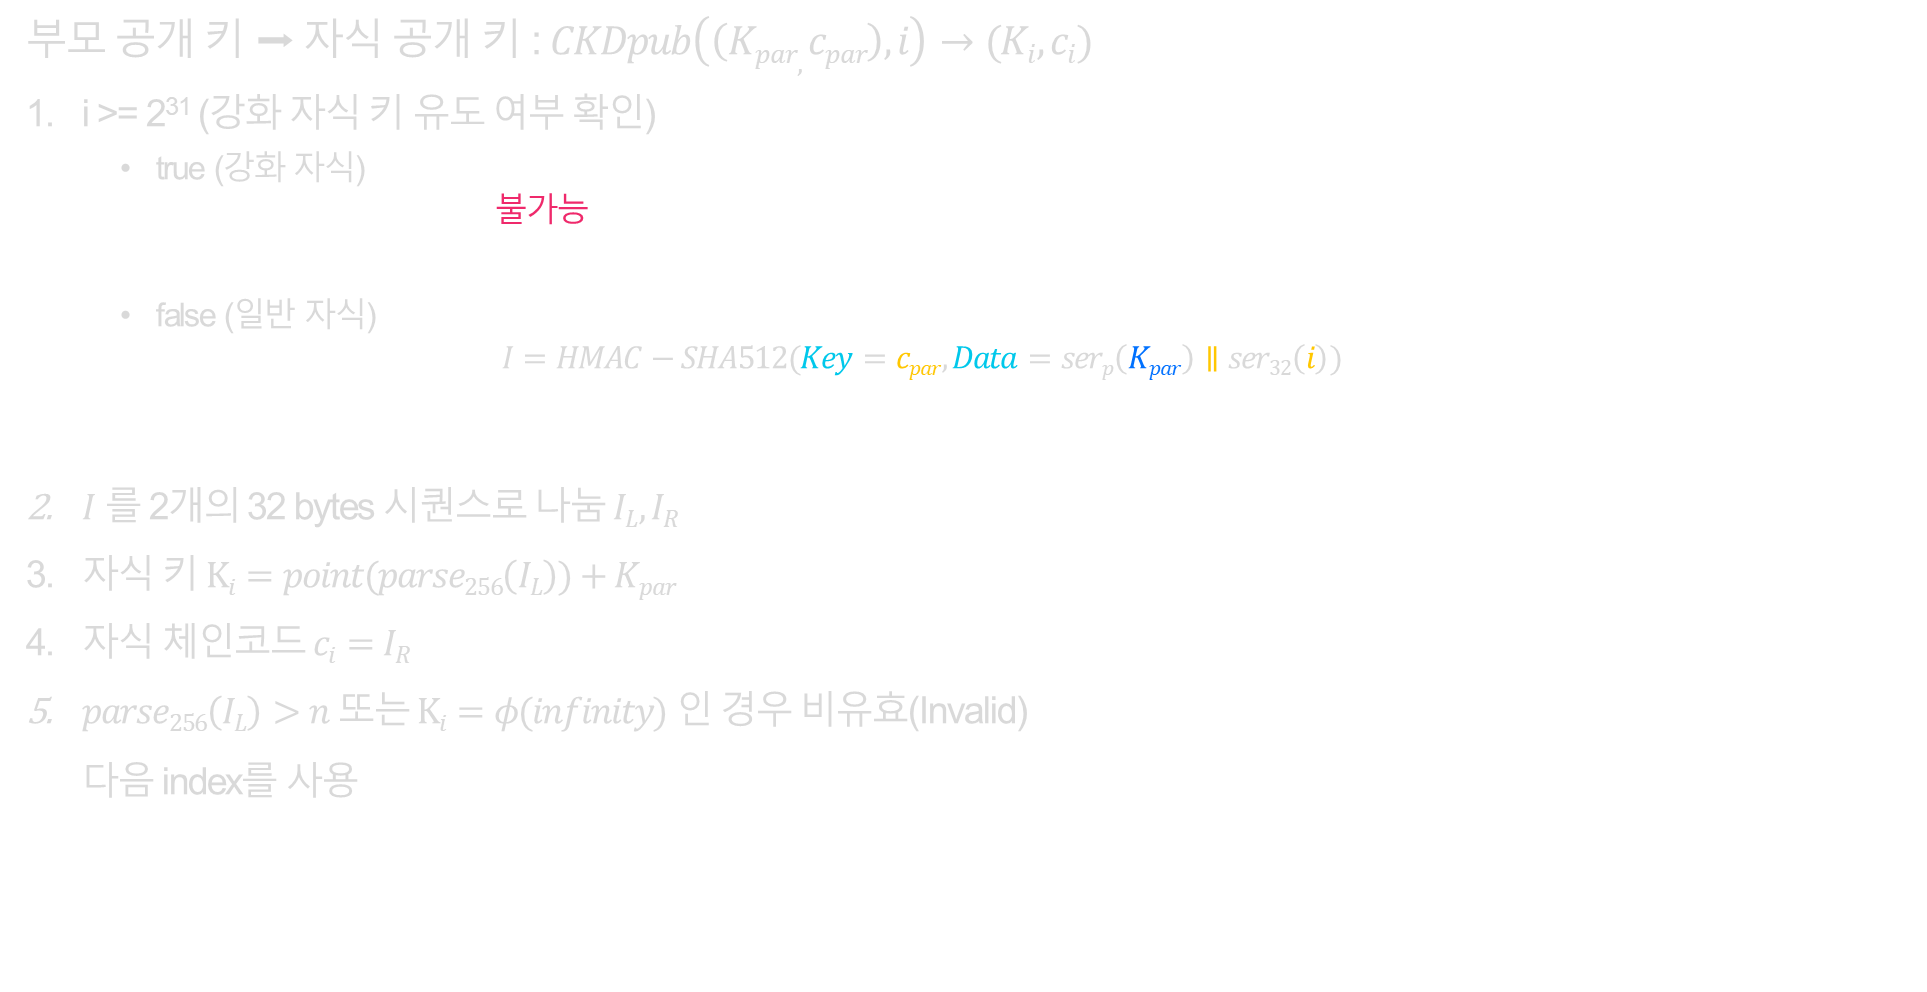 부모 공개 키 ➡ 자식 공개 키 : CKDpub((K_par, c_par), i) → (K_i, c_i)
1. i >= 2³¹ (강화 자식 키 유도 여부 확인)
• true (강화 자식)
불가능
• false (일반 자식)
I = HMAC − SHA512(Key = c_par, Data = ser_p(K_par) ∥ ser_32(i))
2. I 를 2개의 32 bytes 시퀀스로 나눔 I_L, I_R
3. 자식 키 K_i = point(parse_256(I_L)) + K_par
4. 자식 체인코드 c_i = I_R
5. parse_256(I_L) > n 또는 K_i = ϕ(infinity) 인 경우 비유효(Invalid)
다음 index를 사용